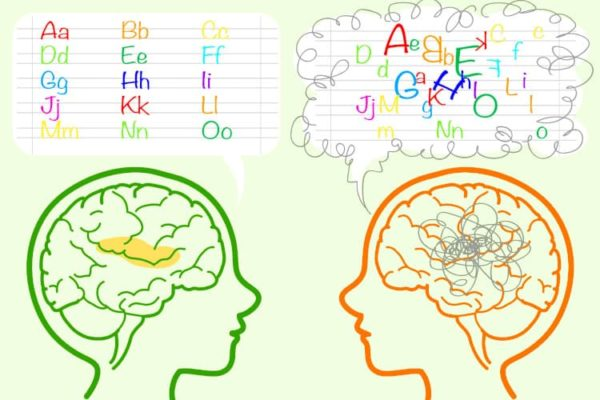 Aa Bb Cc
Dd Ee Ff
Gg Hh Ii
Jj Kk Ll
Mm Nn Oo
A e B b E k C c
D d F f
G a K H h L i
J j M g O l
m N n o